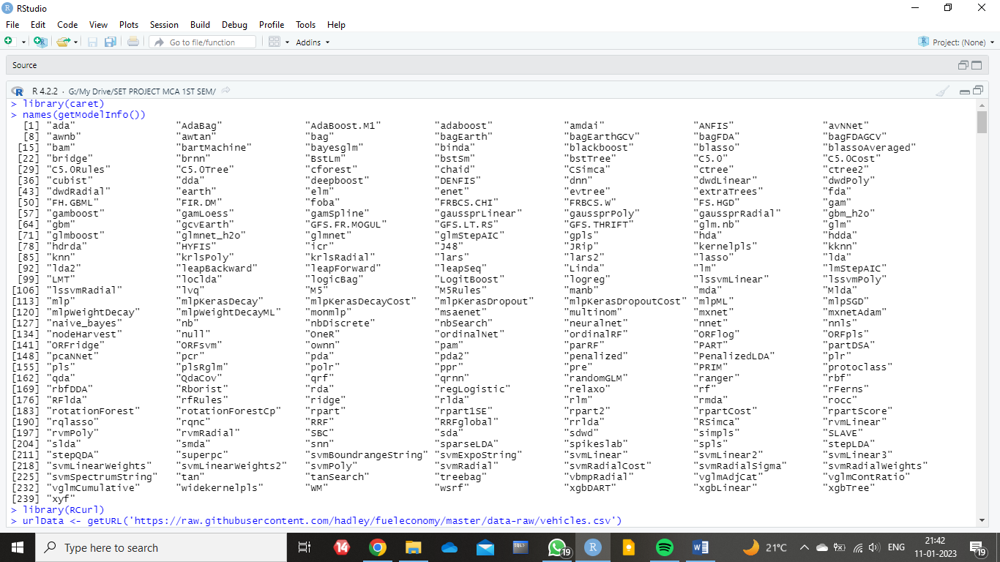 RStudio
File Edit Code View Plots Session Build Debug Profile Tools Help
Go to file/function Addins Project: (None)
Source
R 4.2.2 · G:/My Drive/SET PROJECT MCA 1ST SEM/
> library(caret)
> names(getModelInfo())
[1] "ada" "AdaBag" "AdaBoost.M1" "adaboost" "amdai" "ANFIS" "avNNet"
[8] "awnb" "awtan" "bag" "bagEarth" "bagEarthGCV" "bagFDA" "bagFDAGCV"
[15] "bam" "bartMachine" "bayesglm" "binda" "blackboost" "blasso" "blassoAveraged"
[22] "bridge" "brnn" "BstLm" "bstSm" "bstTree" "C5.0" "C5.0Cost"
[29] "C5.0Rules" "C5.0Tree" "cforest" "chaid" "CSimca" "ctree" "ctree2"
[36] "cubist" "dda" "deepboost" "DENFIS" "dnn" "dwdLinear" "dwdPoly"
[43] "dwdRadial" "earth" "elm" "enet" "evtree" "extraTrees" "fda"
[50] "FH.GBML" "FIR.DM" "foba" "FRBCS.CHI" "FRBCS.W" "FS.HGD" "gam"
[57] "gamboost" "gamLoess" "gamSpline" "gaussprLinear" "gaussprPoly" "gaussprRadial" "gbm_h2o"
[64] "gbm" "gcvEarth" "GFS.FR.MOGUL" "GFS.LT.RS" "GFS.THRIFT" "glm.nb" "glm"
[71] "glmboost" "glmnet_h2o" "glmnet" "glmStepAIC" "gpls" "hda" "hdda"
[78] "hdrda" "HYFIS" "icr" "J48" "JRip" "kernelpls" "kknn"
[85] "knn" "krlsPoly" "krlsRadial" "lars" "lars2" "lasso" "lda"
[92] "lda2" "leapBackward" "leapForward" "leapSeq" "Linda" "lm" "lmStepAIC"
[99] "LMT" "loclda" "logicBag" "LogitBoost" "logreg" "lssvmLinear" "lssvmPoly"
[106] "lssvmRadial" "lvq" "M5" "M5Rules" "manb" "mda" "Mlda"
[113] "mlp" "mlpKerasDecay" "mlpKerasDecayCost" "mlpKerasDropout" "mlpKerasDropoutCost" "mlpML" "mlpSGD"
[120] "mlpWeightDecay" "mlpWeightDecayML" "monmlp" "msaenet" "multinom" "mxnet" "mxnetAdam"
[127] "naive_bayes" "nb" "nbDiscrete" "nbSearch" "neuralnet" "nnet" "nnls"
[134] "nodeHarvest" "null" "OneR" "ordinalNet" "ordinalRF" "ORFlog" "ORFpls"
[141] "ORFridge" "ORFsvm" "ownn" "pam" "parRF" "PART" "partDSA"
[148] "pcaNNet" "pcr" "pda" "pda2" "penalized" "PenalizedLDA" "plr"
[155] "pls" "plsRglm" "polr" "ppr" "pre" "PRIM" "protoclass"
[162] "qda" "QdaCov" "qrf" "qrnn" "randomGLM" "ranger" "rbf"
[169] "rbfDDA" "Rborist" "rda" "regLogistic" "relaxo" "rf" "rFerns"
[176] "RFlda" "rfRules" "ridge" "rlda" "rlm" "rmda" "rocc"
[183] "rotationForest" "rotationForestCp" "rpart" "rpart1SE" "rpart2" "rpartCost" "rpartScore"
[190] "rqlasso" "rqnc" "RRF" "RRFglobal" "rrlda" "RSimca" "rvmLinear"
[197] "rvmPoly" "rvmRadial" "SBC" "sda" "sdwd" "simpls" "SLAVE"
[204] "slda" "smda" "snn" "sparseLDA" "spikeslab" "spls" "stepLDA"
[211] "stepQDA" "superpc" "svmBoundrangeString" "svmExpoString" "svmLinear" "svmLinear2" "svmLinear3"
[218] "svmLinearWeights" "svmLinearWeights2" "svmPoly" "svmRadial" "svmRadialCost" "svmRadialSigma" "svmRadialWeights"
[225] "svmSpectrumString" "tan" "tanSearch" "treebag" "vbmpRadial" "vglmAdjCat" "vglmContRatio"
[232] "vglmCumulative" "widekernelpls" "WM" "wsrf" "xgbDART" "xgbLinear" "xgbTree"
[239] "xyf"
> library(RCurl)
> urlData <- getURL('https://raw.githubusercontent.com/hadley/fueleconomy/master/data-raw/vehicles.csv')
Type here to search 14 SQL 19 R W 21°C ENG 21:42 19
11-01-2023